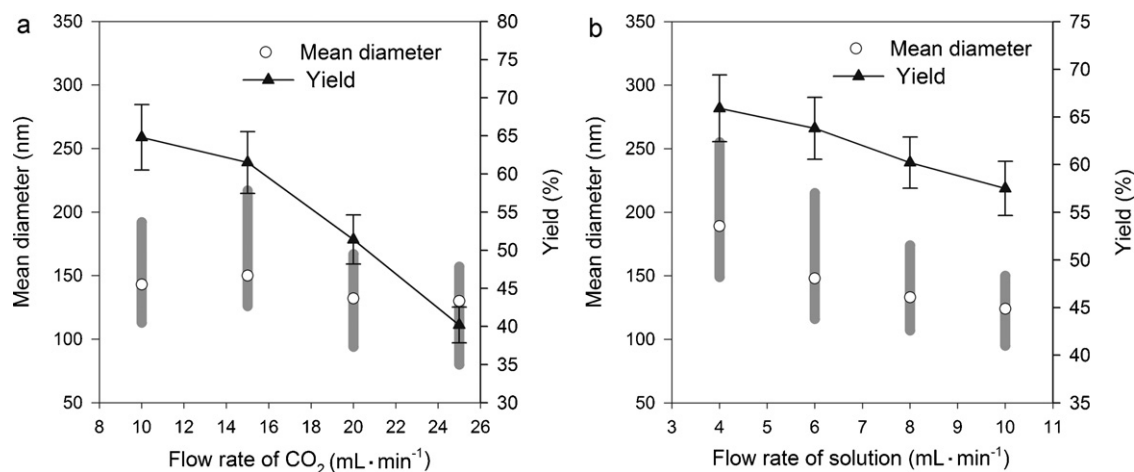 a
350
300
250
200
150
100
50
Mean diameter (nm)
80
75
70
65
60
55
50
45
40
35
30
Yield (%)
Mean diameter
Yield
8 10 12 14 16 18 20 22 24 26
Flow rate of CO₂ (mL·min⁻¹)
b
350
300
250
200
150
100
50
Mean diameter (nm)
75
70
65
60
55
50
45
40
35
Yield (%)
Mean diameter
Yield
3 4 5 6 7 8 9 10 11
Flow rate of solution (mL·min⁻¹)